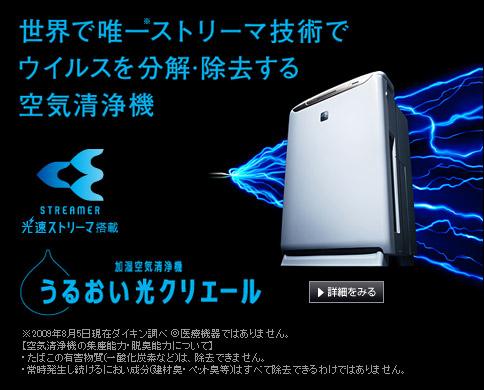 世界で唯一※ストリーマ技術で
ウイルスを分解・除去する
空気清浄機
STREAMER
光速ストリーマ搭載
加湿空気清浄機
うるおい光クリエール
▶詳細をみる
※2009年8月5日現在ダイキン調べ ◎医療機器ではありません。
【空気清浄機の集塵能力・脱臭能力について】
・たばこの有害物質(一酸化炭素など)は、除去できません。
・常時発生し続けるにおい成分(建材臭・ペット臭等)はすべて除去できるわけではありません。